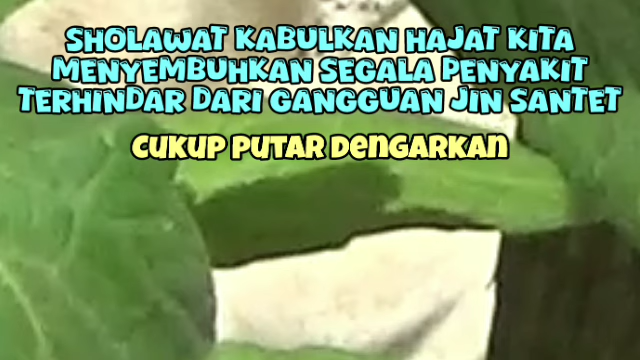 SHOLAWAT KABULKAN HAJAT KITA
MENYEMBUHKAN SEGALA PENYAKIT
TERHINDAR DARI GANGGUAN JIN SANTET
CUKUP PUTAR DENGARKAN